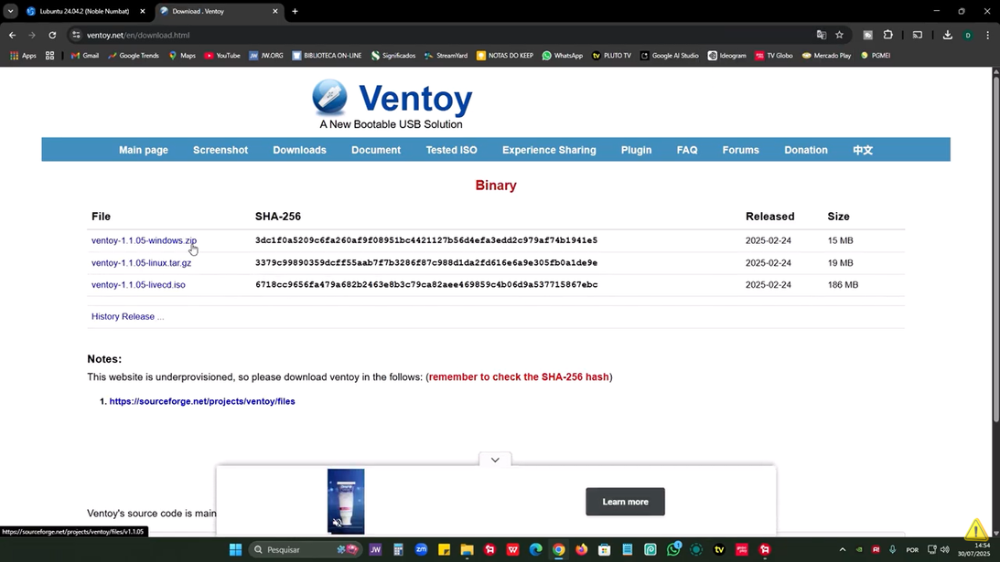 Lubuntu 24.04.2 (Noble Numbat)
Download . Ventoy
ventoy.net/en/download.html
D
Apps
Gmail
Google Trends
Maps
YouTube
JW JW.ORG
BIBLIOTECA ON-LINE
Significados
StreamYard
NOTAS DO KEEP
WhatsApp
tv PLUTO TV
Google AI Studio
Ideogram
TV Globo
Mercado Play
PGMEI
Ventoy
A New Bootable USB Solution
Main page
Screenshot
Downloads
Document
Tested ISO
Experience Sharing
Plugin
FAQ
Forums
Donation
中文
Binary
File SHA-256 Released Size
ventoy-1.1.05-windows.zip 3dc1f0a5209c6fa260af9f08951bc4421127b56d4efa3edd2c979af74b1941e5 2025-02-24 15 MB
ventoy-1.1.05-linux.tar.gz 3379c99890359dcff55aab7f7b3286f87c988d1da2fd616e6a9e305fb0a1de9e 2025-02-24 19 MB
ventoy-1.1.05-livecd.iso 6718cc9656fa479a682b2463e8b3c79ca82aee469859c4b06d9a537715867ebc 2025-02-24 186 MB
History Release ...
Notes:
This website is underprovisioned, so please download ventoy in the follows: (remember to check the SHA-256 hash)
1. https://sourceforge.net/projects/ventoy/files
Learn more
Ventoy's source code is main
https://sourceforge.net/projects/ventoy/files/v1.1.05
Pesquisar
JW
zm
W
tv
POR
14:54
30/07/2025